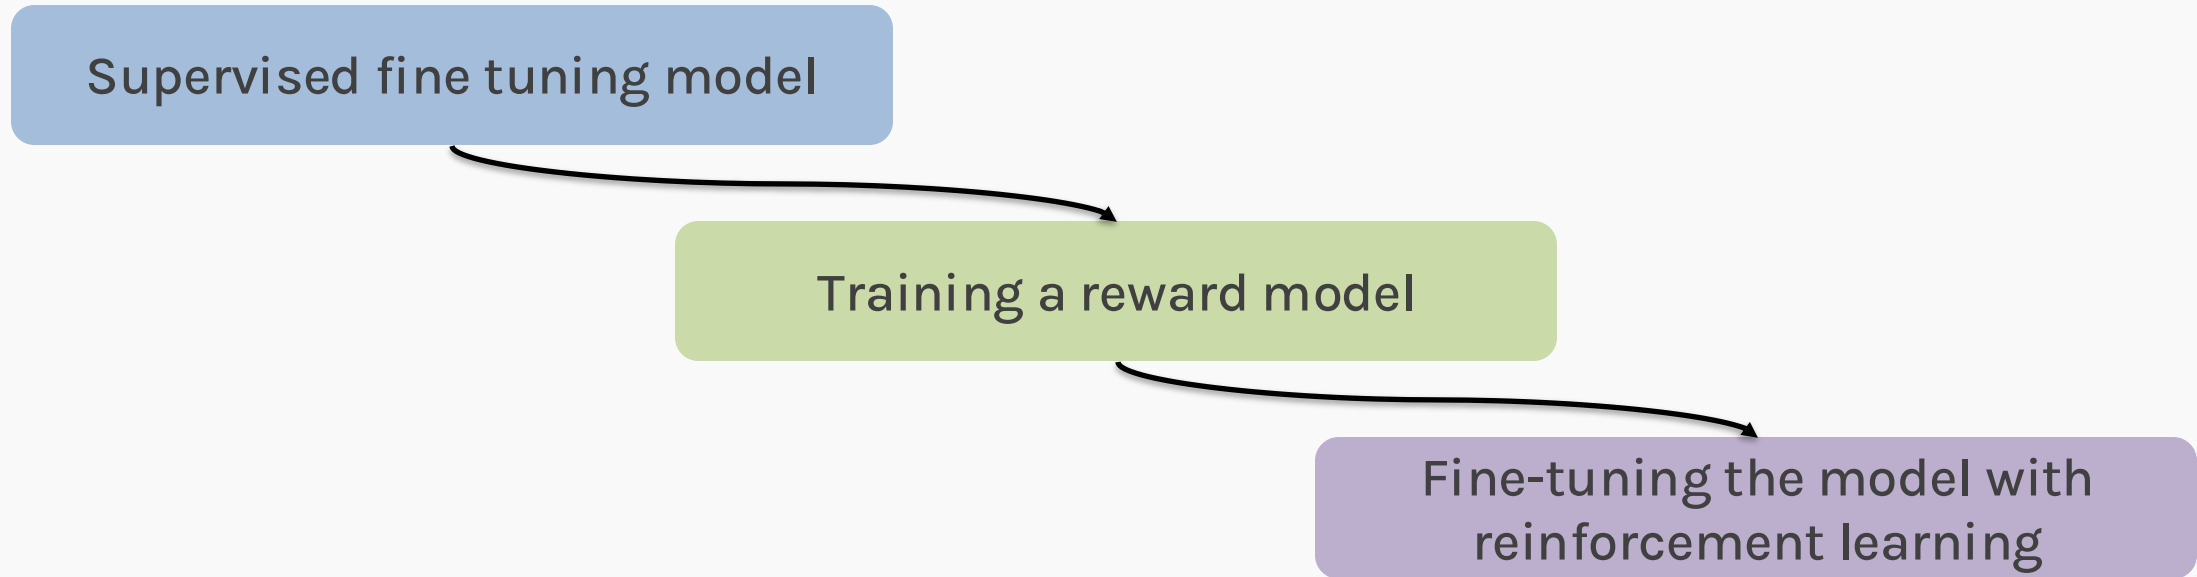 Supervised fine tuning model
Training a reward model
Fine-tuning the model with
reinforcement learning